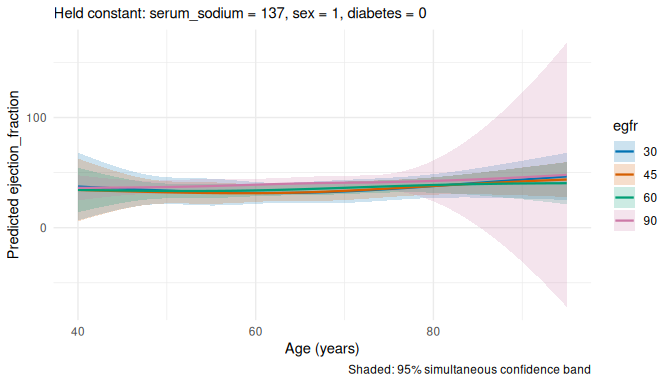 Held constant: serum_sodium = 137, sex = 1, diabetes = 0
Predicted ejection_fraction
100
0
40
60
80
Age (years)
egfr
30
45
60
90
Shaded: 95% simultaneous confidence band